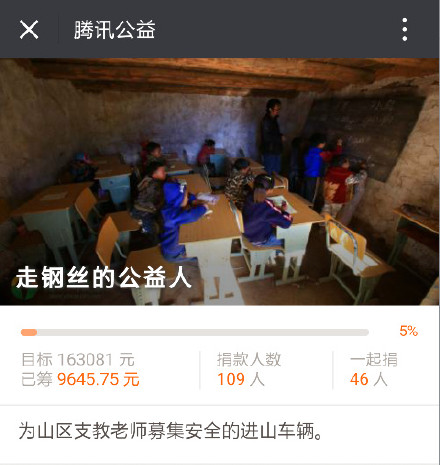 腾讯公益
走钢丝的公益人
5%
目标 163081 元
捐款人数
一起捐
已筹 9645.75 元
109 人
46 人
为山区支教老师募集安全的进山车辆。